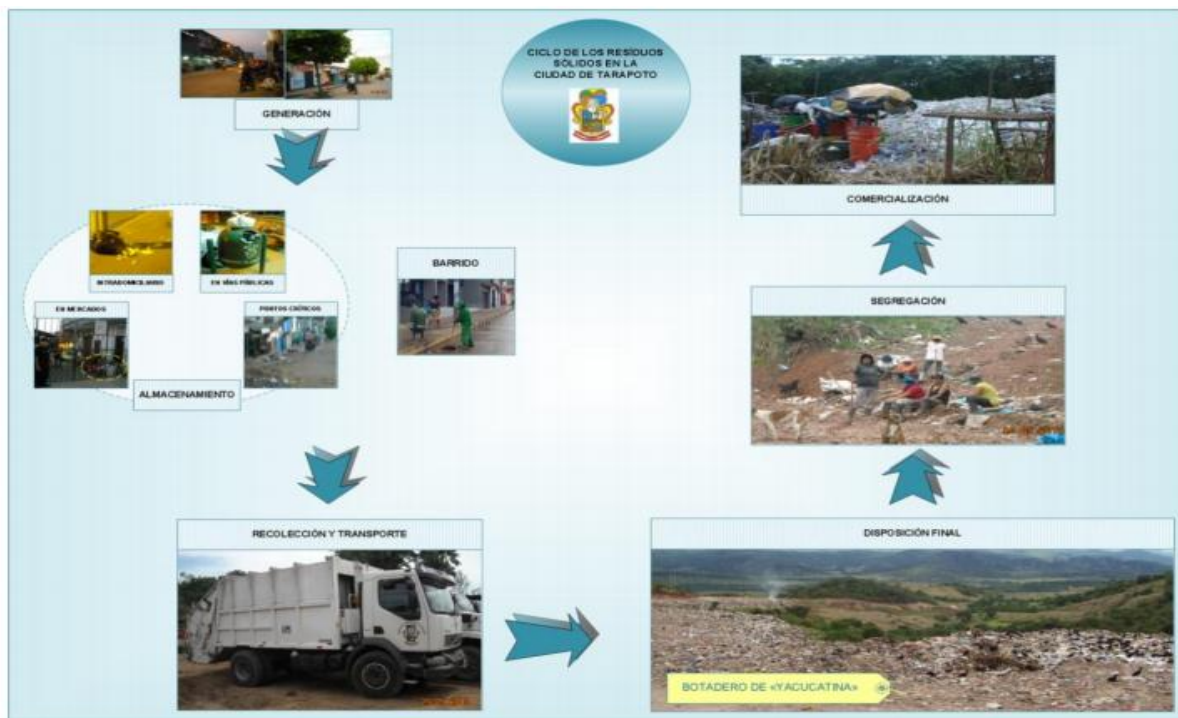 CICLO DE LOS RESÍDUOS
SÓLIDOS EN LA
CIUDAD DE TARAPOTO
GENERACIÓN
INTRADOMICILIARIO
EN VÍAS PÚBLICAS
EN MERCADOS
PUNTOS CRÍTICOS
ALMACENAMIENTO
BARRIDO
RECOLECCIÓN Y TRANSPORTE
DISPOSICIÓN FINAL
BOTADERO DE «YACUCATINA»
SEGREGACIÓN
COMERCIALIZACIÓN